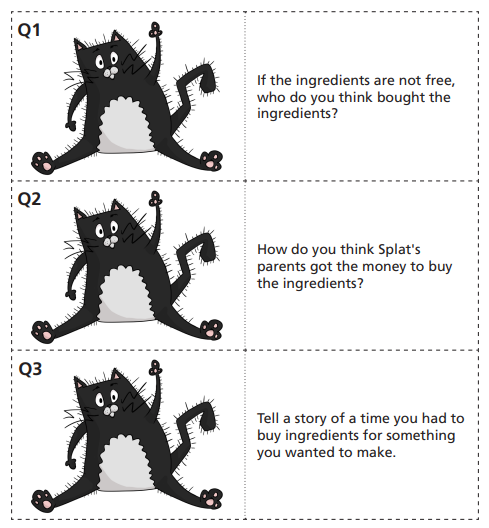 Q1
If the ingredients are not free,
who do you think bought the
ingredients?
Q2
How do you think Splat's
parents got the money to buy
the ingredients?
Q3
Tell a story of a time you had to
buy ingredients for something
you wanted to make.